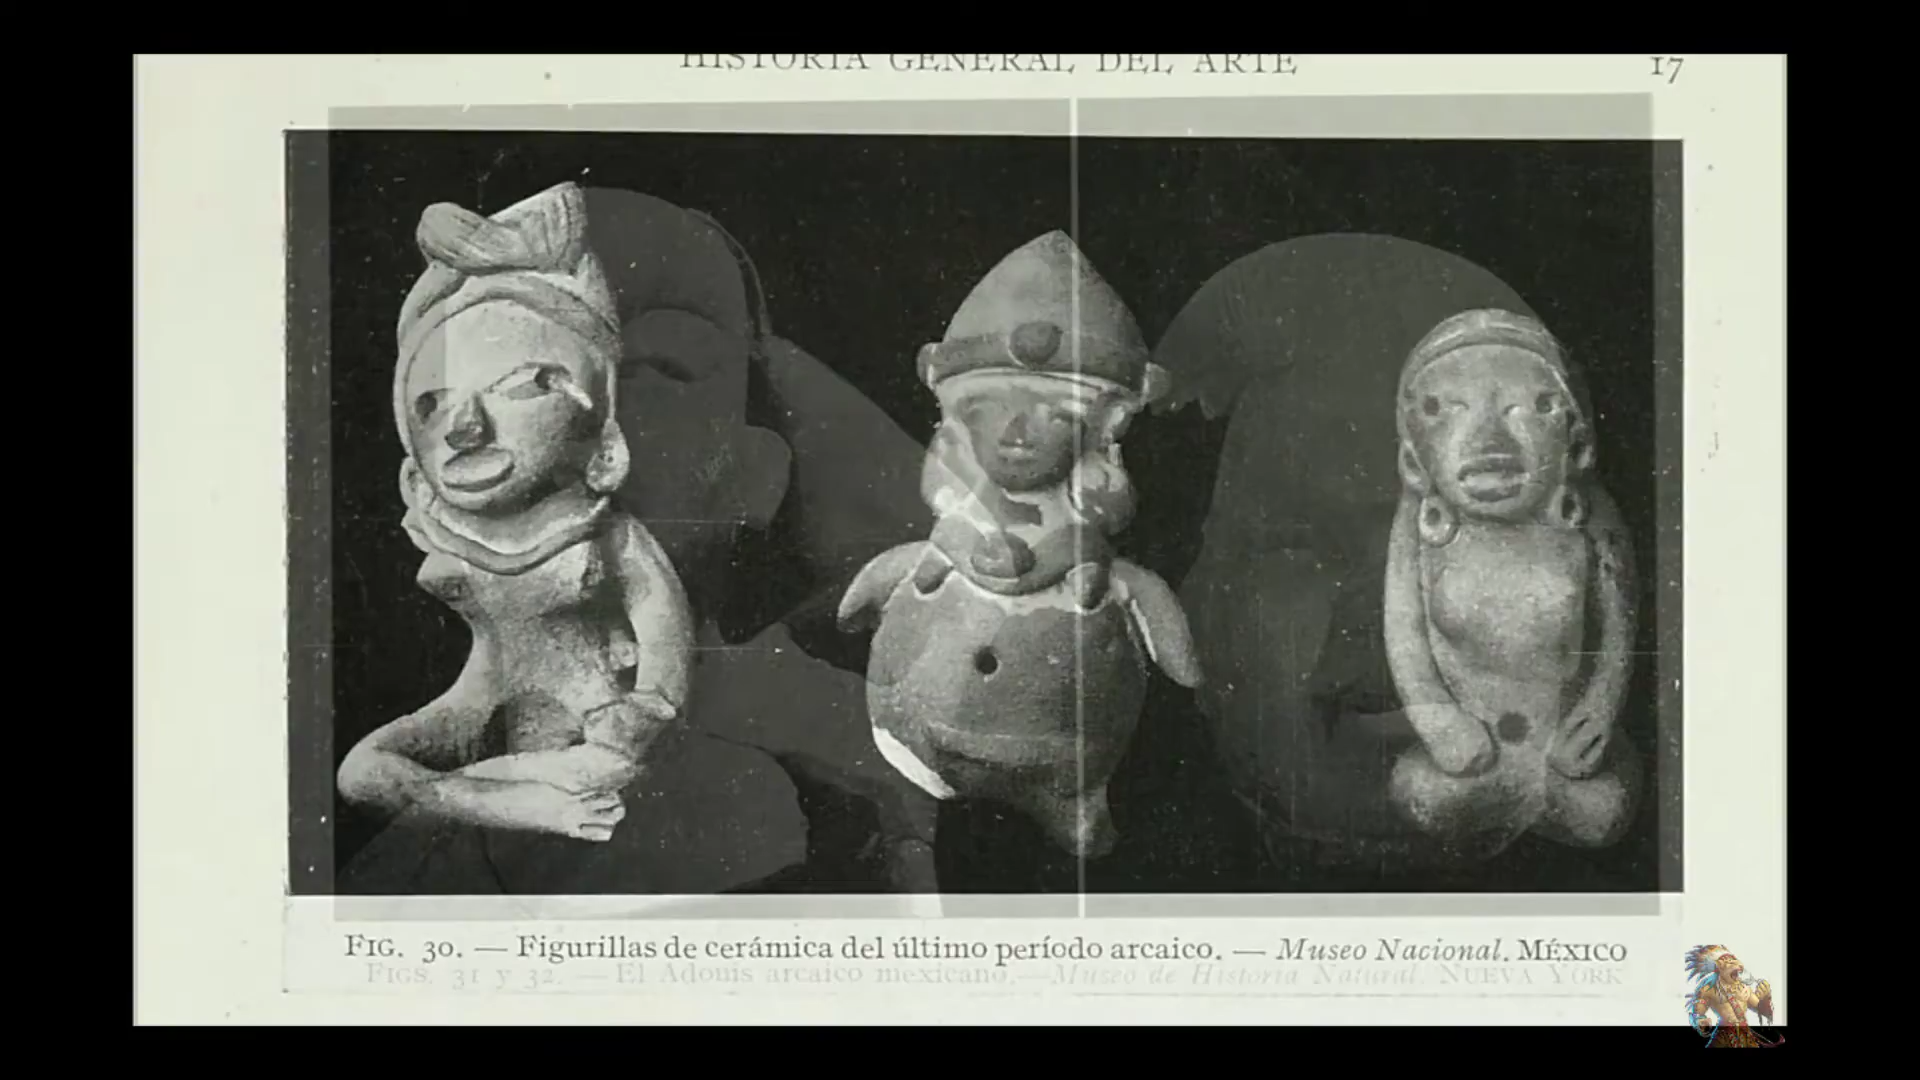 HISTORIA GENERAL DEL ARTE 17
FIG. 30. — Figurillas de cerámica del último período arcaico. — Museo Nacional. MÉXICO
FIGS. 31 y 32. — El Adonis arcaico mexicano.—Museo de Historia Natural. NUEVA YORK